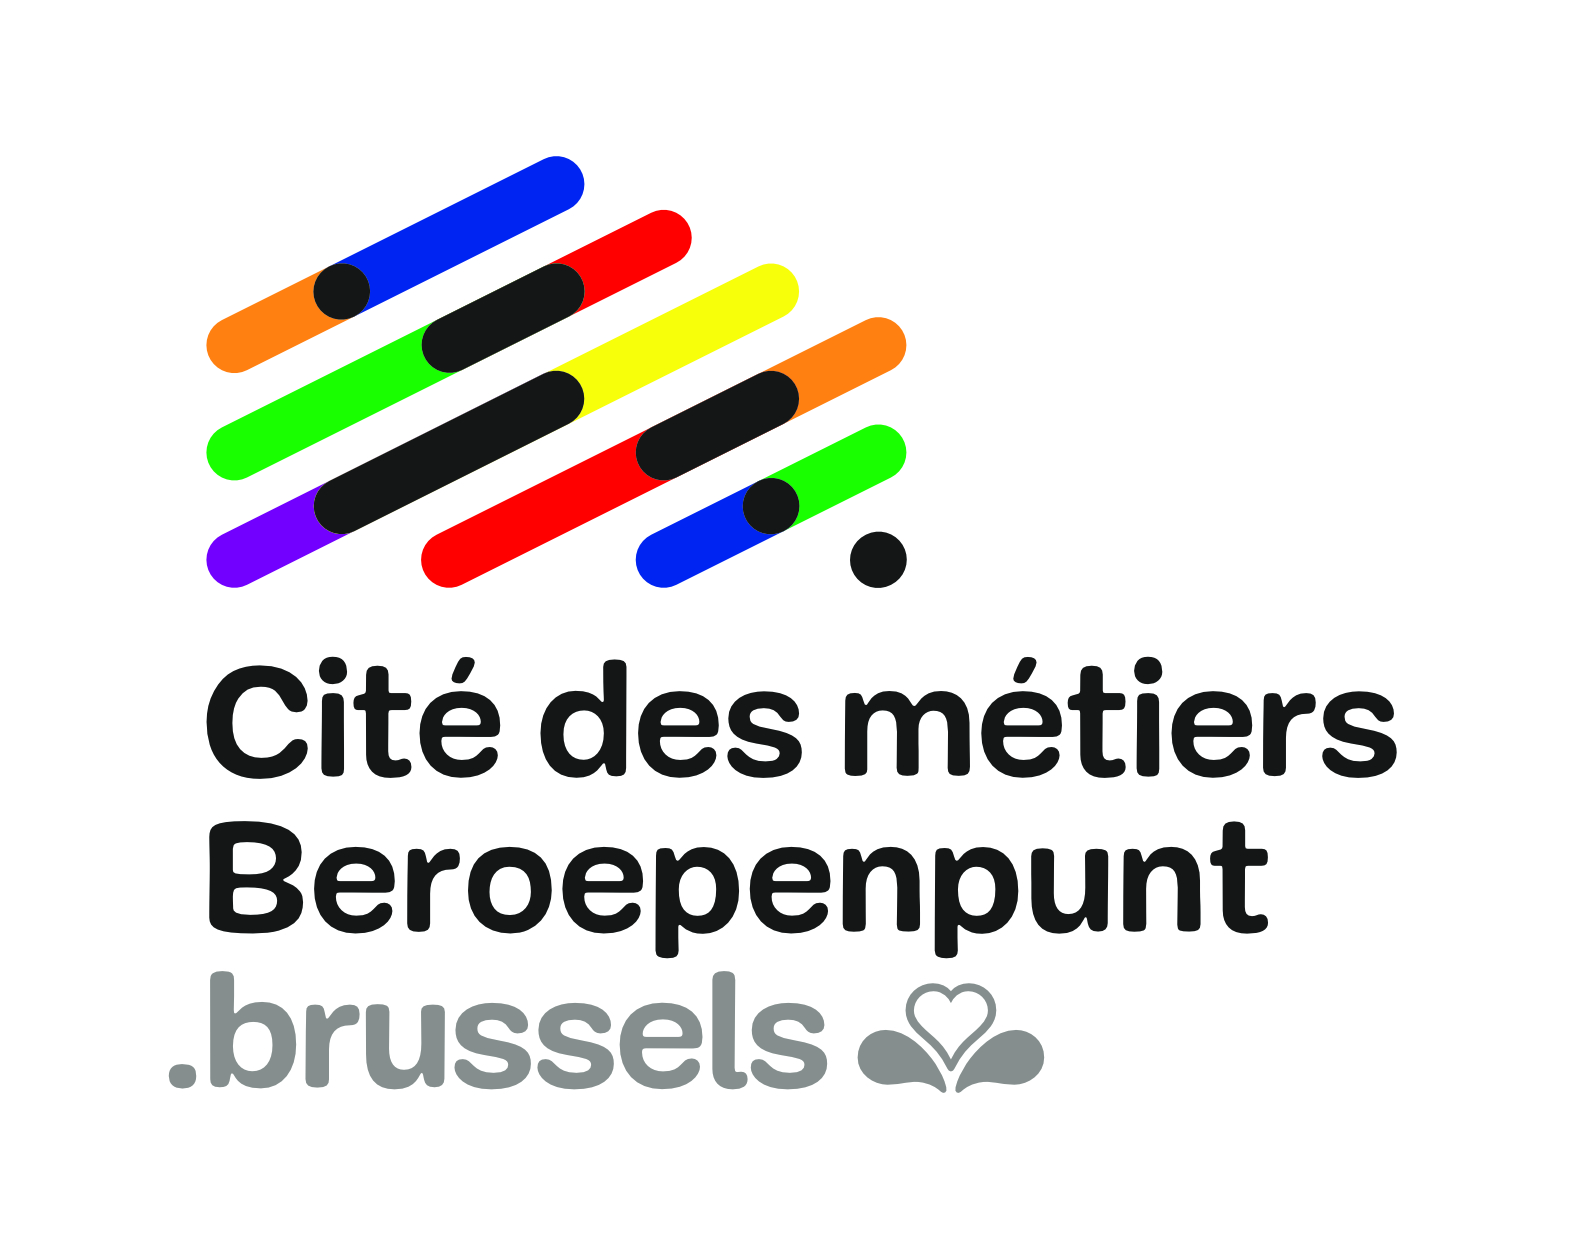 Cité des métiers
Beroepenpunt
.brussels